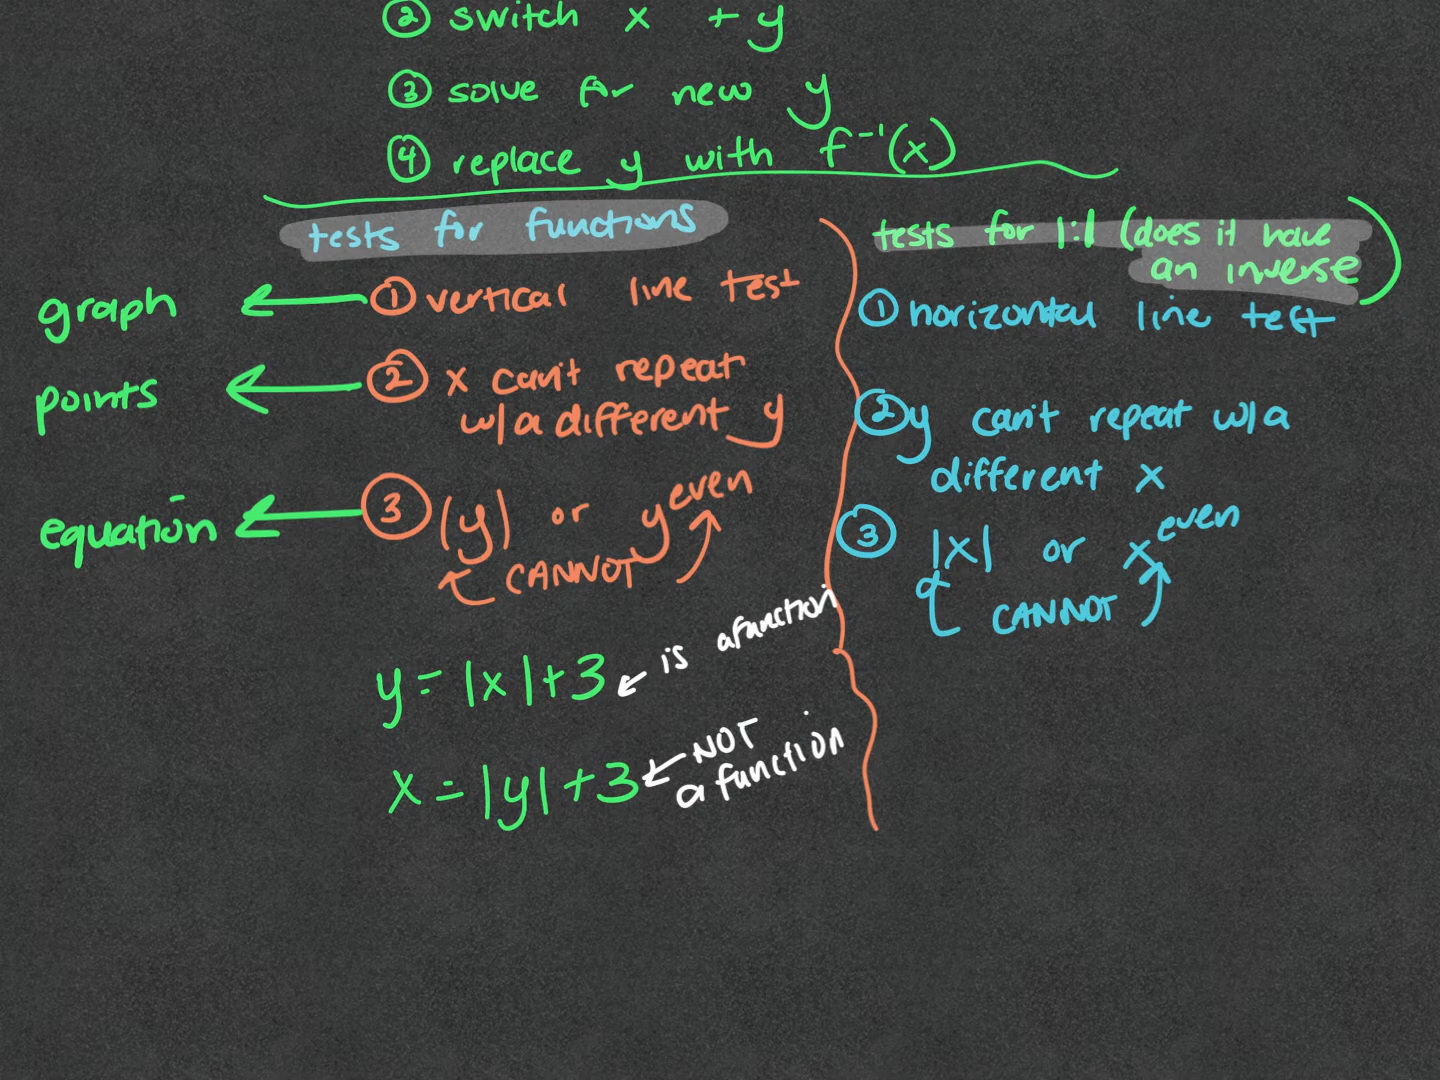 ② switch x + y
③ solve for new y
④ replace y with f⁻¹(x)
tests for functions
graph ← ① vertical line test
points ← ② x can't repeat
w/a different y
equation ← ③ |y| or y^even
CANNOT
y = |x| + 3 ← is a function
x = |y| + 3 ← NOT
a function
tests for 1:1 (does it have
an inverse)
① horizontal line test
② y can't repeat w/a
different x
③ |x| or x^even
CANNOT